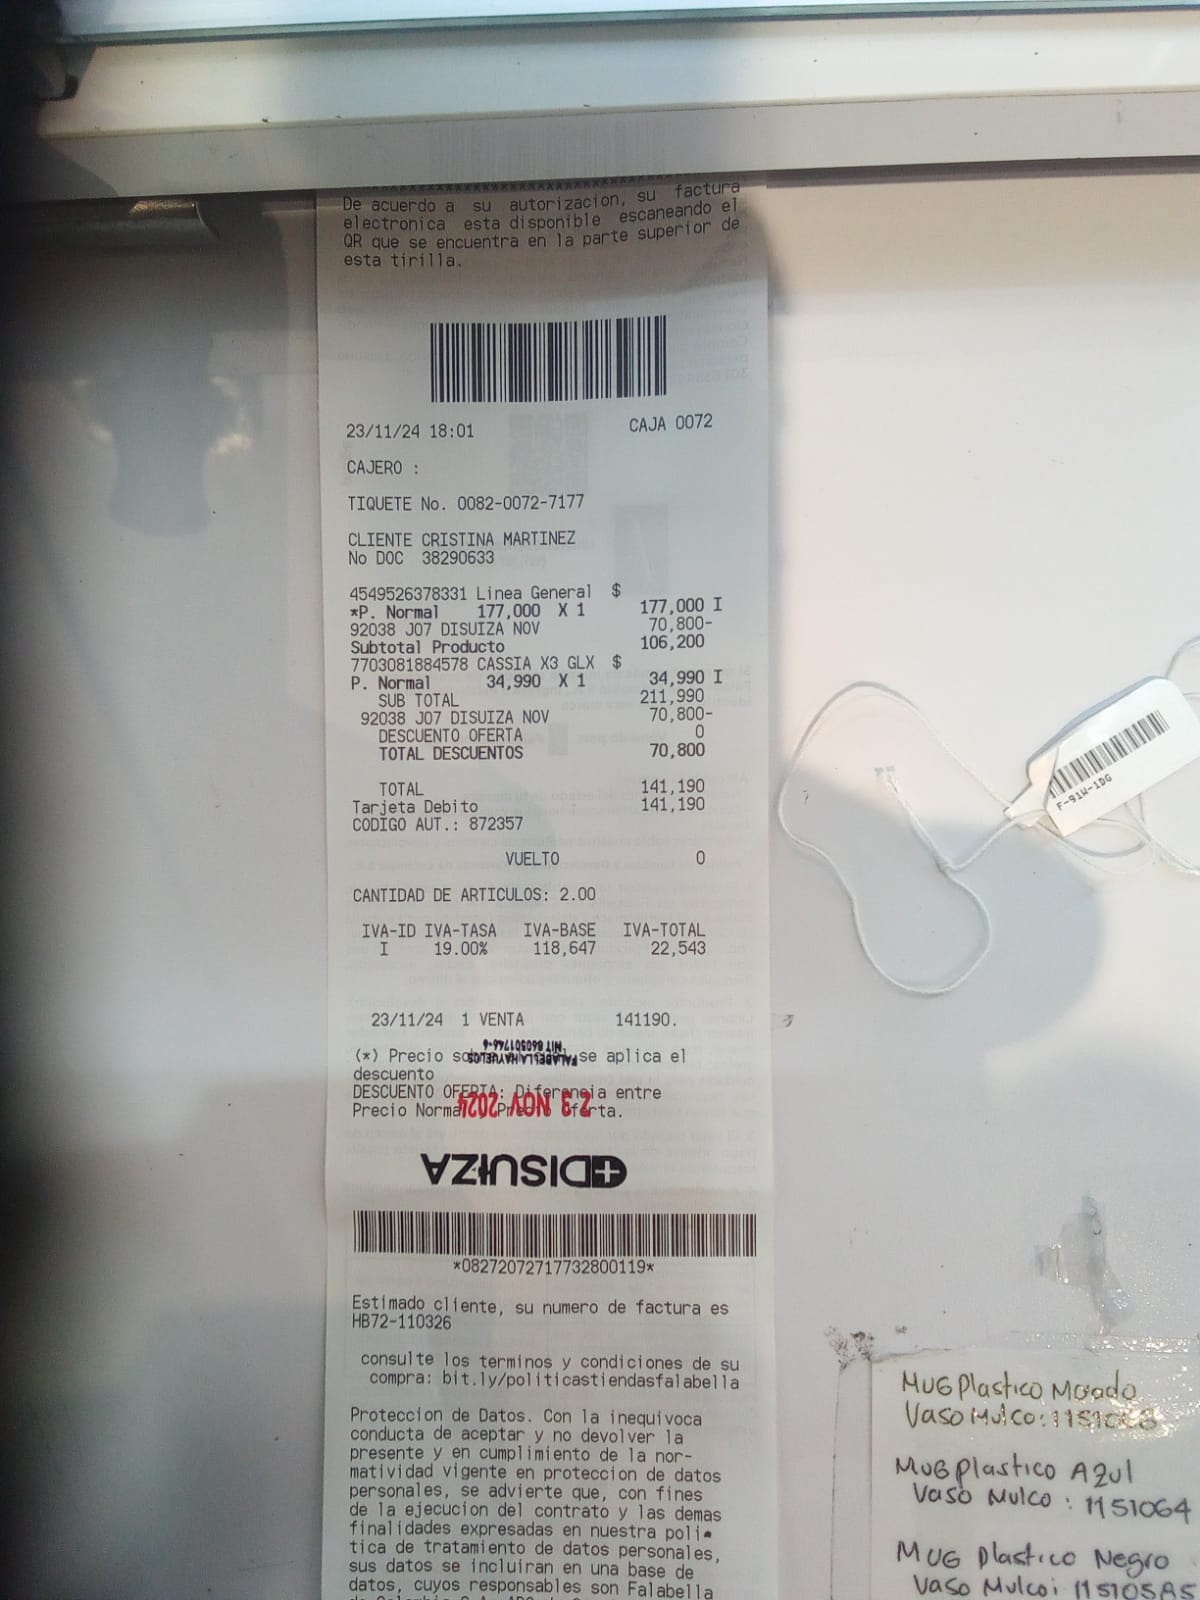 De acuerdo a su autorizacion, su factura
electronica esta disponible escaneando el
QR que se encuentra en la parte superior de
esta tirilla.
23/11/24 18:01 CAJA 0072
CAJERO :
TIQUETE No. 0082-0072-7177
CLIENTE CRISTINA MARTINEZ
No DOC 38290633
4549526378331 Linea General $
*P. Normal 177,000 X 1 177,000 I
92038 J07 DISUIZA NOV 70,800-
Subtotal Producto 106,200
7703081884578 CASSIA X3 GLX $
P. Normal 34,990 X 1 34,990 I
SUB TOTAL 211,990
92038 J07 DISUIZA NOV 70,800-
DESCUENTO OFERTA 0
TOTAL DESCUENTOS 70,800
TOTAL 141,190
Tarjeta Debito 141,190
CODIGO AUT.: 872357
VUELTO 0
CANTIDAD DE ARTICULOS: 2.00
IVA-ID IVA-TASA IVA-BASE IVA-TOTAL
I 19.00% 118,647 22,543
23/11/24 1 VENTA 141190.
NIT 860501746-6
FALABELLA HAYUELOS
(*) Precio se aplica el
descuento
DESCUENTO OFERTA: Diferencia entre
23 NOV 2024
Precio Normal
DISUIZA
*08272072717732800119*
Estimado cliente, su numero de factura es
HB72-110326
consulte los terminos y condiciones de su
compra: bit.ly/politicastiendasfalabella
Proteccion de Datos. Con la inequivoca
conducta de aceptar y no devolver la
presente y en cumplimiento de la nor-
matividad vigente en proteccion de datos
personales, se advierte que, con fines
de la ejecucion del contrato y las demas
finalidades expresadas en nuestra poli
tica de tratamiento de datos personales,
sus datos se incluiran en una base de
datos, cuyos responsables son Falabella
F-91W-1DG
MUG Plastico Morado
Vaso Mulco:
MUG plastico AZUl
Vaso Mulco : 1151064
MUG Plastico Negro
Vaso Mulco: